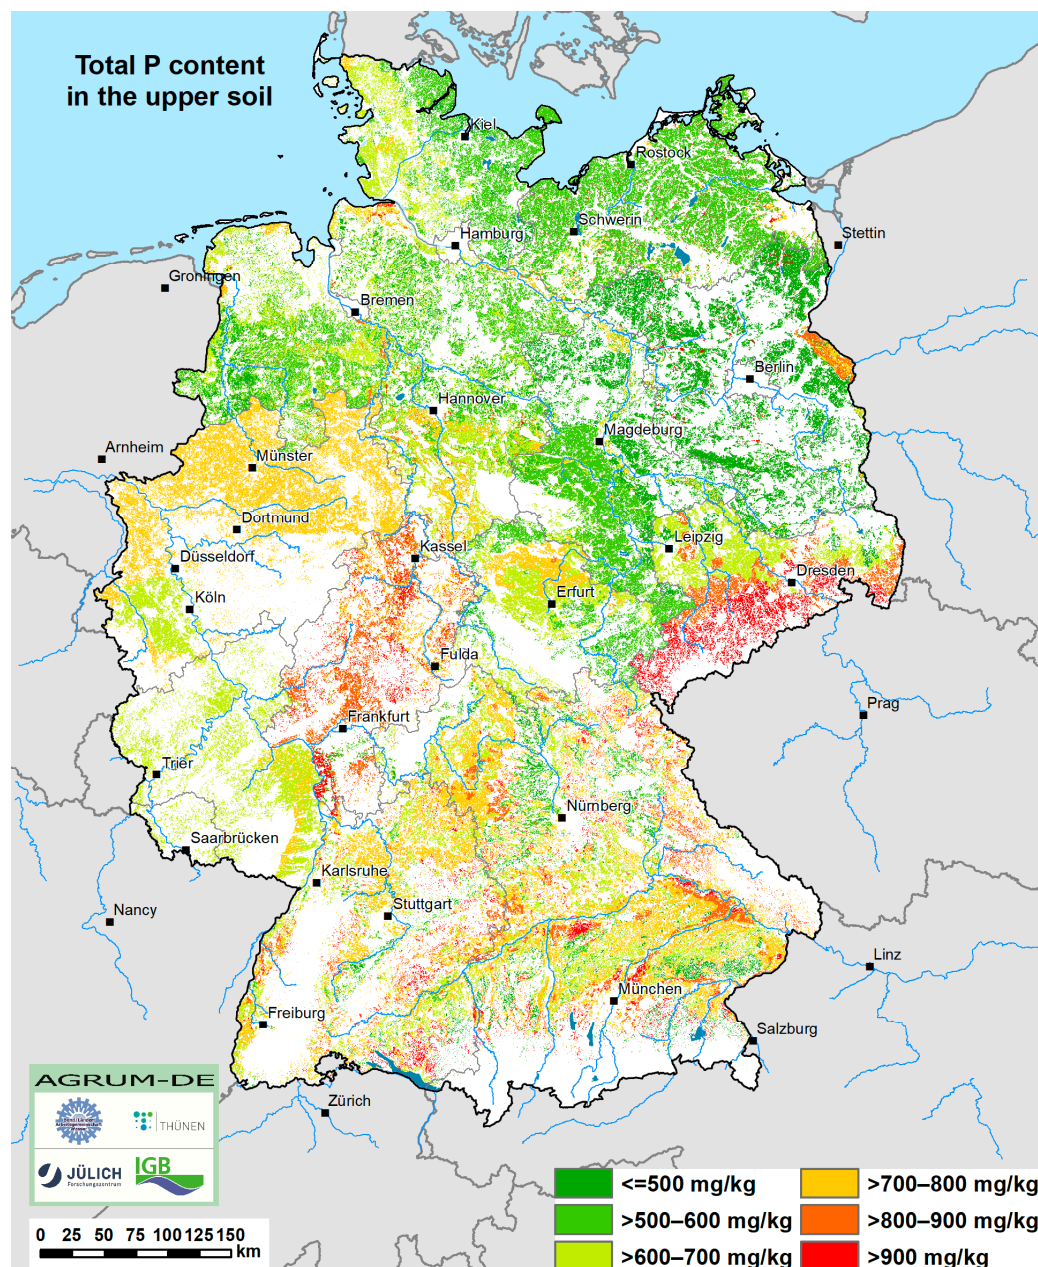 Total P content
in the upper soil
Kiel
Rostock
Schwerin
Hamburg
Stettin
Groningen
Bremen
Berlin
Hannover
Magdeburg
Arnheim
Münster
Dortmund
Leipzig
Kassel
Düsseldorf
Dresden
Erfurt
Köln
Fulda
Prag
Frankfurt
Trier
Nürnberg
Saarbrücken
Karlsruhe
Stuttgart
Nancy
Linz
München
Freiburg
Salzburg
Zürich
AGRUM-DE
THÜNEN
JÜLICH
Forschungszentrum
IGB
0 25 50 75 100 125 150
km
<=500 mg/kg
>500–600 mg/kg
>600–700 mg/kg
>700–800 mg/kg
>800–900 mg/kg
>900 mg/kg